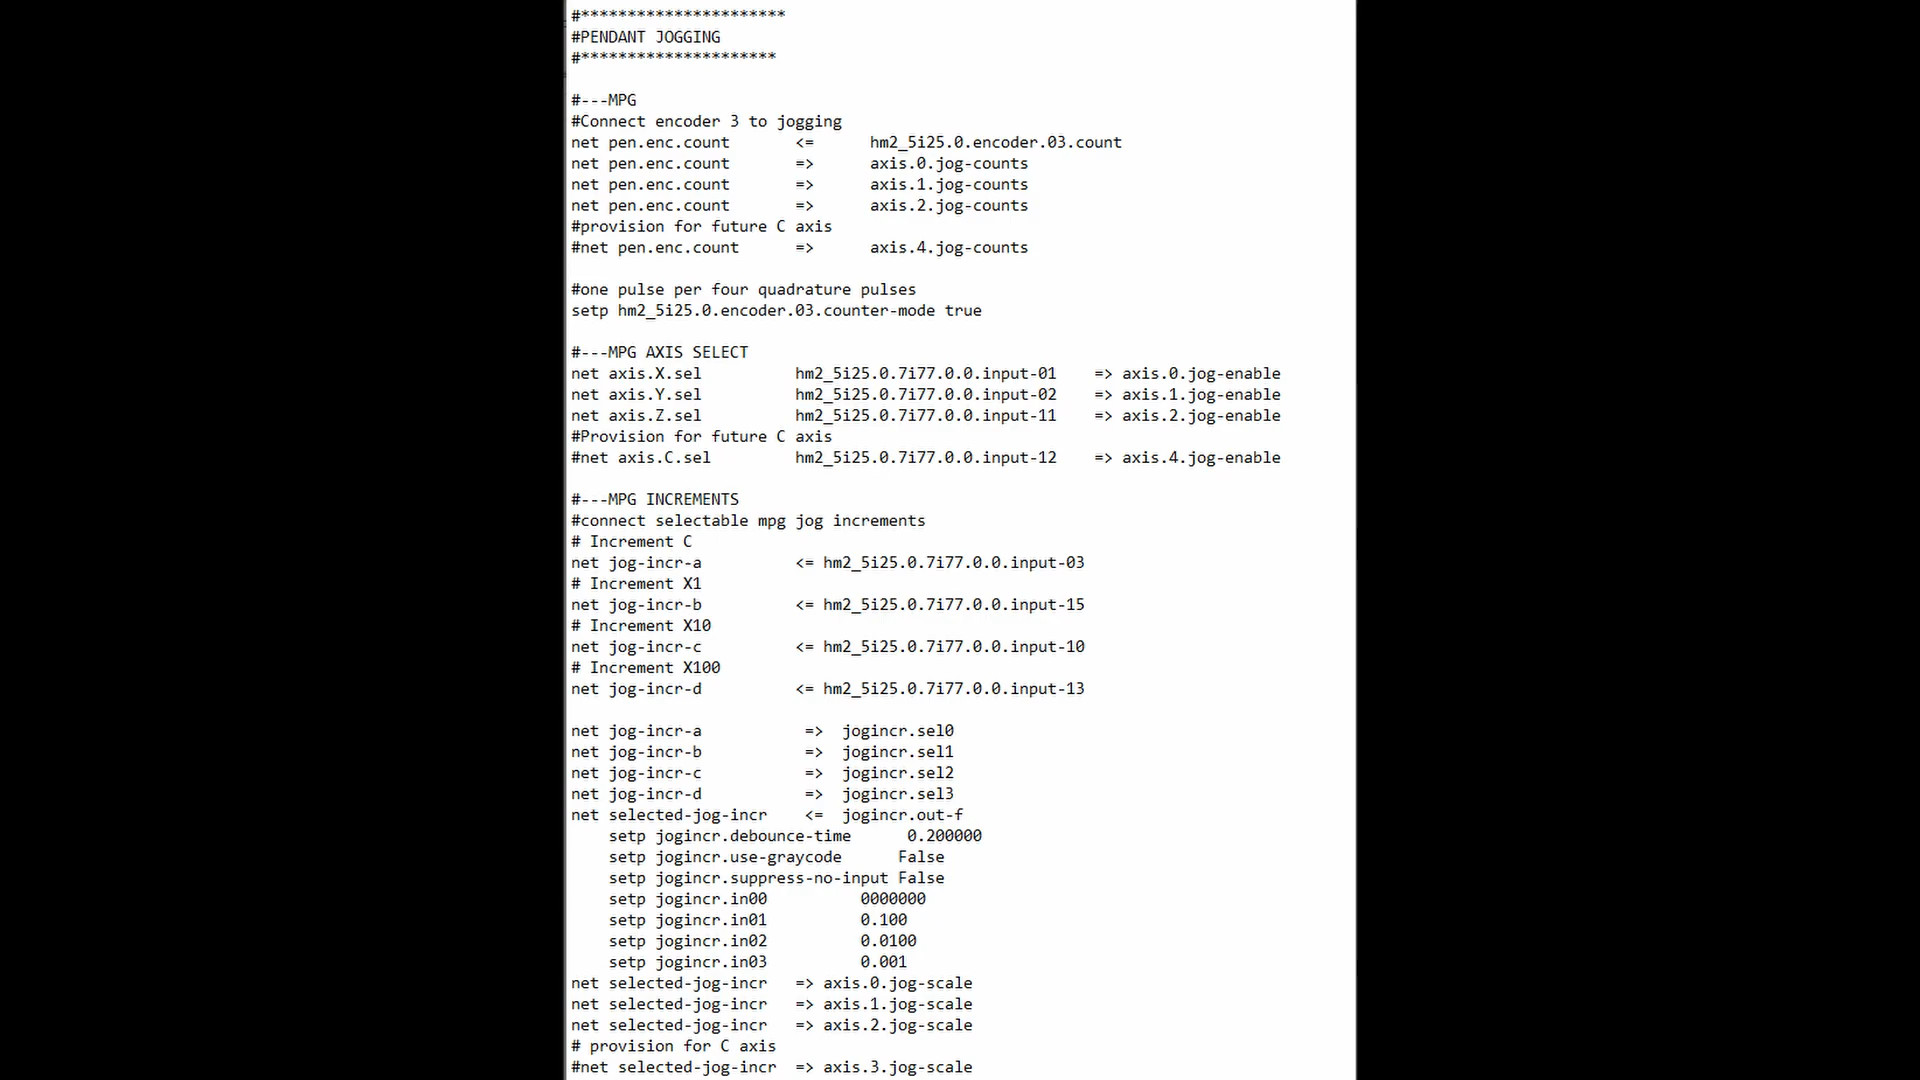 #**********************
#PENDANT JOGGING
#*********************
#---MPG
#Connect encoder 3 to jogging
net pen.enc.count <= hm2_5i25.0.encoder.03.count
net pen.enc.count => axis.0.jog-counts
net pen.enc.count => axis.1.jog-counts
net pen.enc.count => axis.2.jog-counts
#provision for future C axis
#net pen.enc.count => axis.4.jog-counts
#one pulse per four quadrature pulses
setp hm2_5i25.0.encoder.03.counter-mode true
#---MPG AXIS SELECT
net axis.X.sel hm2_5i25.0.7i77.0.0.input-01 => axis.0.jog-enable
net axis.Y.sel hm2_5i25.0.7i77.0.0.input-02 => axis.1.jog-enable
net axis.Z.sel hm2_5i25.0.7i77.0.0.input-11 => axis.2.jog-enable
#Provision for future C axis
#net axis.C.sel hm2_5i25.0.7i77.0.0.input-12 => axis.4.jog-enable
#---MPG INCREMENTS
#connect selectable mpg jog increments
# Increment C
net jog-incr-a <= hm2_5i25.0.7i77.0.0.input-03
# Increment X1
net jog-incr-b <= hm2_5i25.0.7i77.0.0.input-15
# Increment X10
net jog-incr-c <= hm2_5i25.0.7i77.0.0.input-10
# Increment X100
net jog-incr-d <= hm2_5i25.0.7i77.0.0.input-13
net jog-incr-a => jogincr.sel0
net jog-incr-b => jogincr.sel1
net jog-incr-c => jogincr.sel2
net jog-incr-d => jogincr.sel3
net selected-jog-incr <= jogincr.out-f
setp jogincr.debounce-time 0.200000
setp jogincr.use-graycode False
setp jogincr.suppress-no-input False
setp jogincr.in00 0000000
setp jogincr.in01 0.100
setp jogincr.in02 0.0100
setp jogincr.in03 0.001
net selected-jog-incr => axis.0.jog-scale
net selected-jog-incr => axis.1.jog-scale
net selected-jog-incr => axis.2.jog-scale
# provision for C axis
#net selected-jog-incr => axis.3.jog-scale